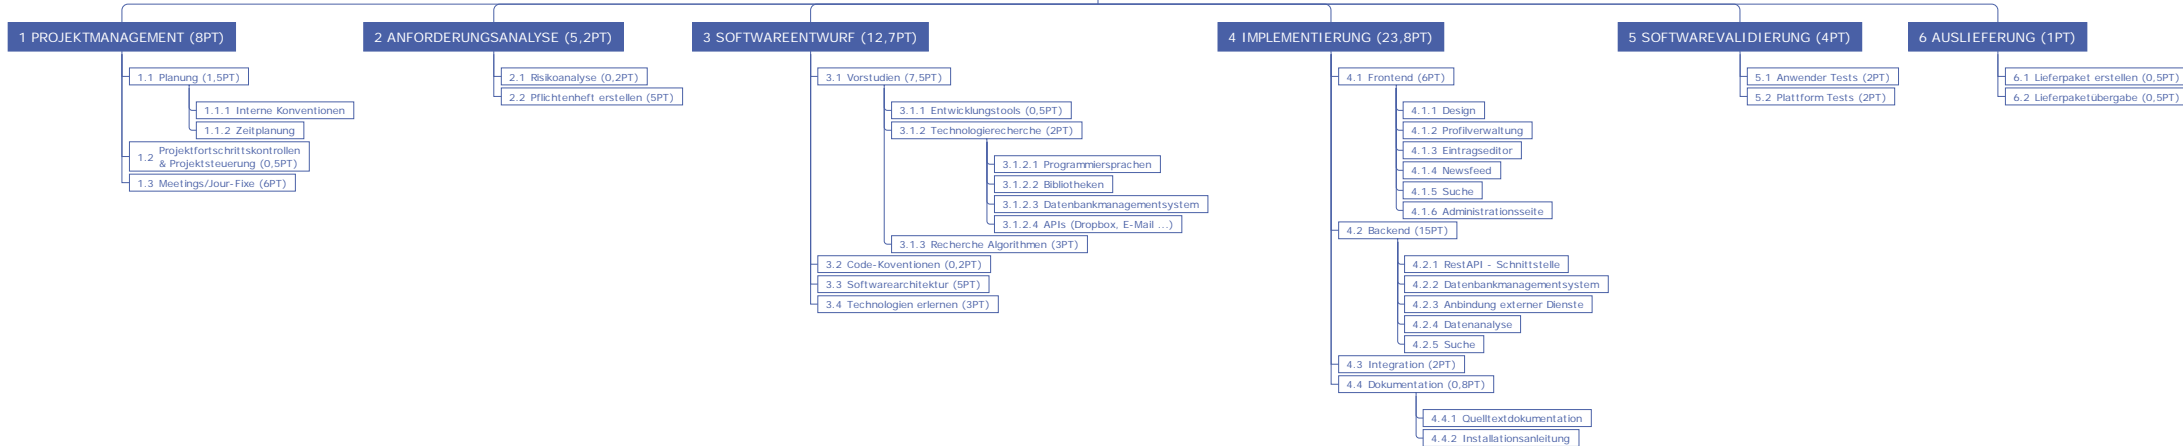 1 PROJEKTMANAGEMENT (8PT)
1.1 Planung (1,5PT)
1.1.1 Interne Konventionen
1.1.2 Zeitplanung
1.2 Projektfortschrittskontrollen
& Projektsteuerung (0,5PT)
1.3 Meetings/Jour-Fixe (6PT)
2 ANFORDERUNGSANALYSE (5,2PT)
2.1 Risikoanalyse (0,2PT)
2.2 Pflichtenheft erstellen (5PT)
3 SOFTWAREENTWURF (12,7PT)
3.1 Vorstudien (7,5PT)
3.1.1 Entwicklungstools (0,5PT)
3.1.2 Technologierecherche (2PT)
3.1.2.1 Programmiersprachen
3.1.2.2 Bibliotheken
3.1.2.3 Datenbankmanagementsystem
3.1.2.4 APIs (Dropbox, E-Mail ...)
3.1.3 Recherche Algorithmen (3PT)
3.2 Code-Koventionen (0,2PT)
3.3 Softwarearchitektur (5PT)
3.4 Technologien erlernen (3PT)
4 IMPLEMENTIERUNG (23,8PT)
4.1 Frontend (6PT)
4.1.1 Design
4.1.2 Profilverwaltung
4.1.3 Eintragseditor
4.1.4 Newsfeed
4.1.5 Suche
4.1.6 Administrationsseite
4.2 Backend (15PT)
4.2.1 RestAPI - Schnittstelle
4.2.2 Datenbankmanagementsystem
4.2.3 Anbindung externer Dienste
4.2.4 Datenanalyse
4.2.5 Suche
4.3 Integration (2PT)
4.4 Dokumentation (0,8PT)
4.4.1 Quelltextdokumentation
4.4.2 Installationsanleitung
5 SOFTWAREVALIDIERUNG (4PT)
5.1 Anwender Tests (2PT)
5.2 Plattform Tests (2PT)
6 AUSLIEFERUNG (1PT)
6.1 Lieferpaket erstellen (0,5PT)
6.2 Lieferpaketübergabe (0,5PT)